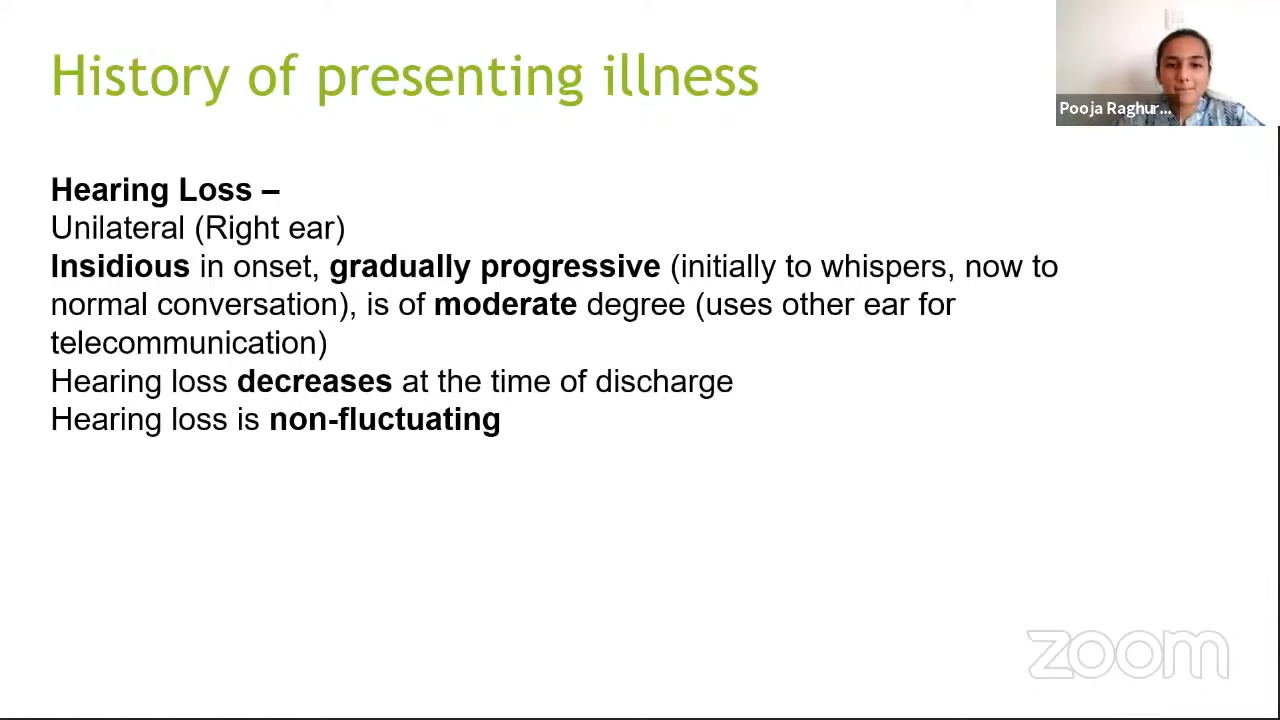 History of presenting illness
Pooja Raghur...
Hearing Loss –
Unilateral (Right ear)
Insidious in onset, gradually progressive (initially to whispers, now to
normal conversation), is of moderate degree (uses other ear for
telecommunication)
Hearing loss decreases at the time of discharge
Hearing loss is non-fluctuating
zoom